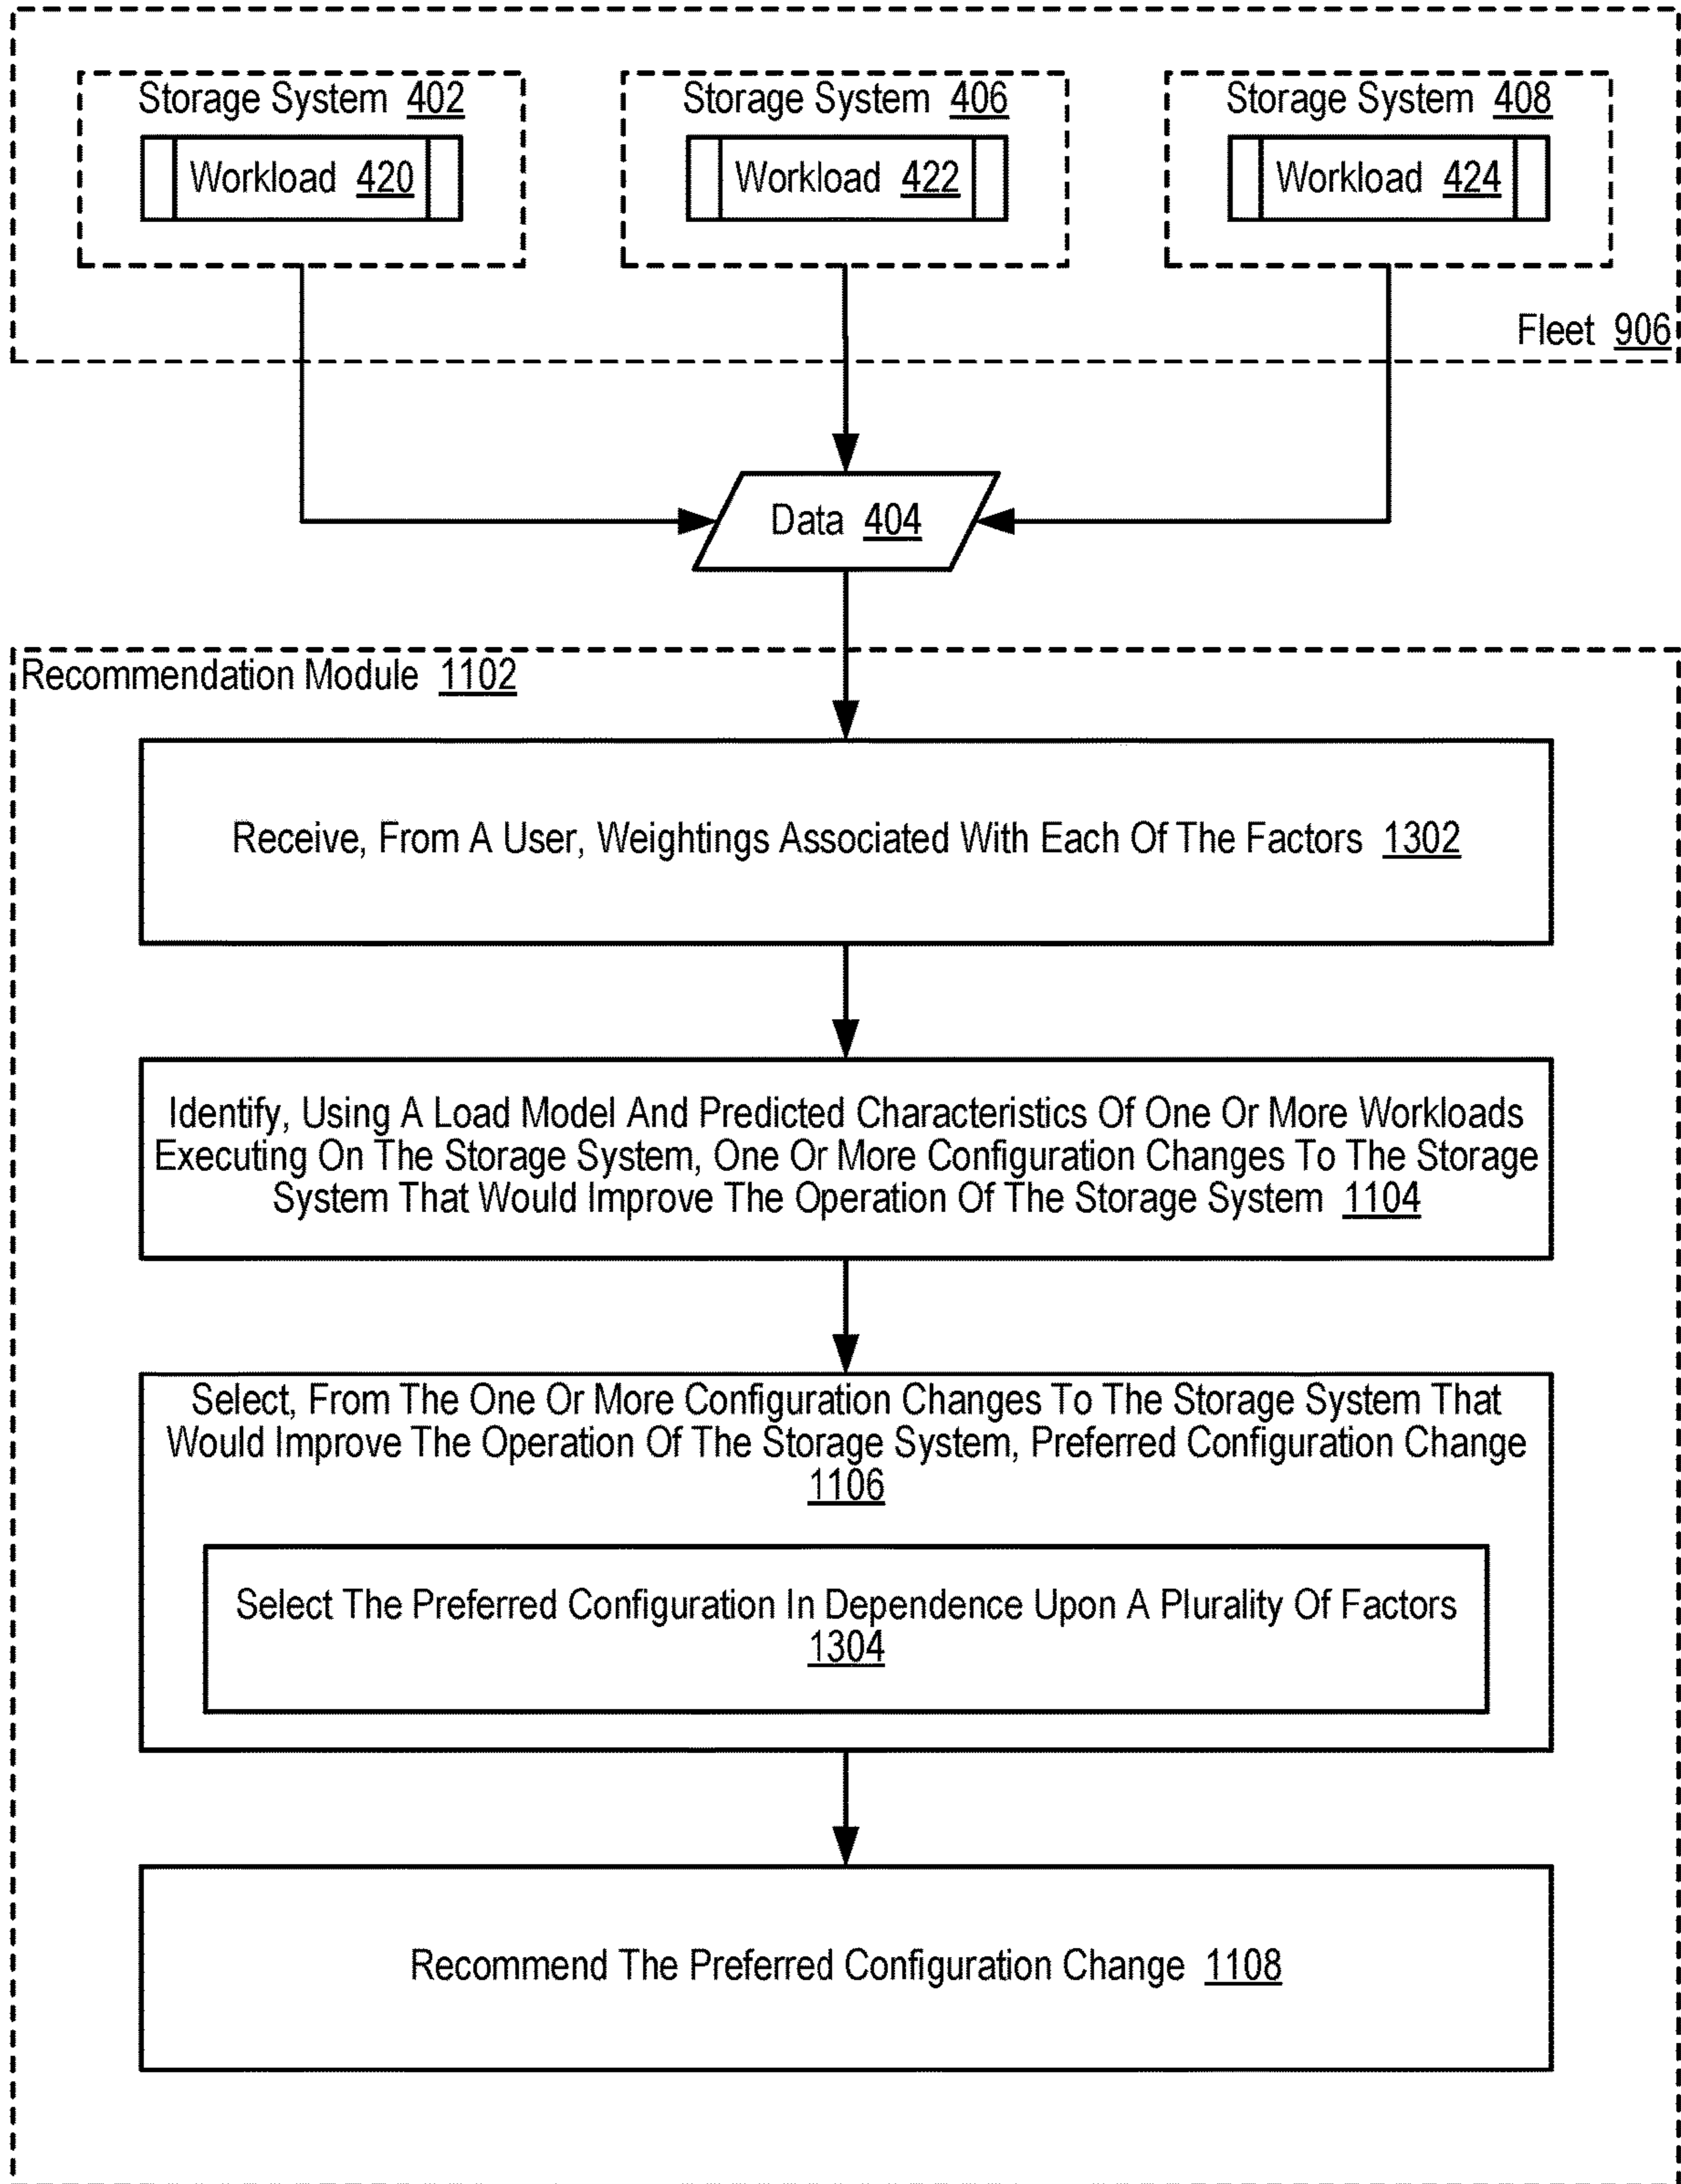 Storage System 402
Workload 420
Storage System 406
Workload 422
Storage System 408
Workload 424
Fleet 906
Data 404
Recommendation Module 1102
Receive, From A User, Weightings Associated With Each Of The Factors 1302
Identify, Using A Load Model And Predicted Characteristics Of One Or More Workloads
Executing On The Storage System, One Or More Configuration Changes To The Storage
System That Would Improve The Operation Of The Storage System 1104
Select, From The One Or More Configuration Changes To The Storage System That
Would Improve The Operation Of The Storage System, Preferred Configuration Change
1106
Select The Preferred Configuration In Dependence Upon A Plurality Of Factors
1304
Recommend The Preferred Configuration Change 1108